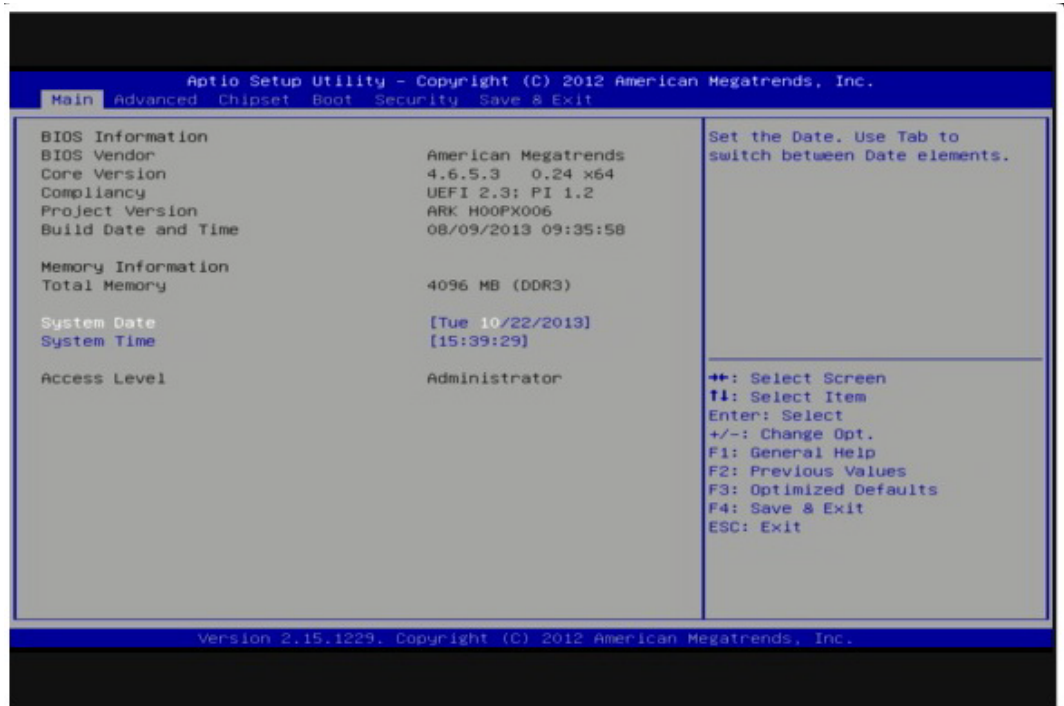 Aptio Setup Utility – Copyright (C) 2012 American Megatrends, Inc.
Main Advanced Chipset Boot Security Save & Exit
BIOS Information
BIOS Vendor American Megatrends
Core Version 4.6.5.3 0.24 x64
Compliancy UEFI 2.3; PI 1.2
Project Version ARK H00PX006
Build Date and Time 08/09/2013 09:35:58
Memory Information
Total Memory 4096 MB (DDR3)
System Date [Tue 10/22/2013]
System Time [15:39:29]
Access Level Administrator
Set the Date. Use Tab to
switch between Date elements.
→←: Select Screen
↑↓: Select Item
Enter: Select
+/-: Change Opt.
F1: General Help
F2: Previous Values
F3: Optimized Defaults
F4: Save & Exit
ESC: Exit
Version 2.15.1229. Copyright (C) 2012 American Megatrends, Inc.